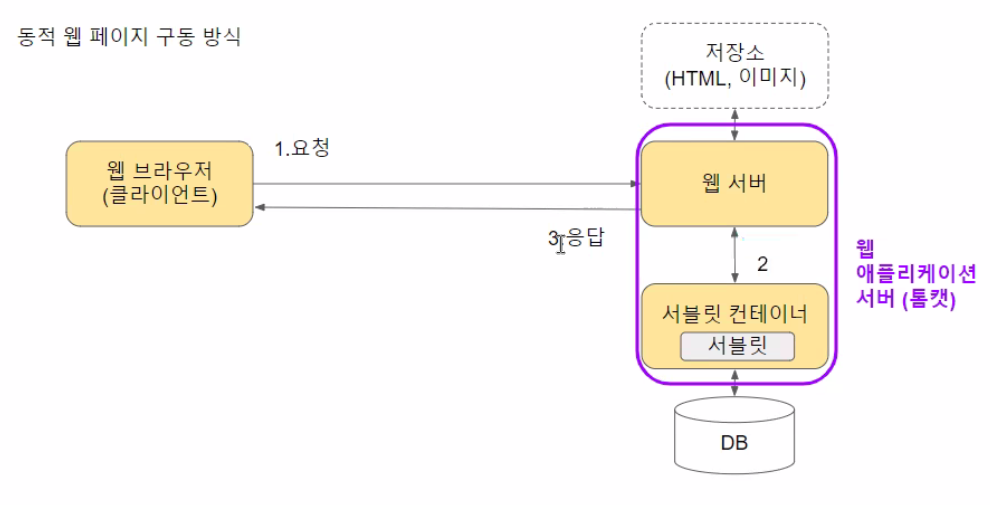 동적 웹 페이지 구동 방식
저장소
(HTML, 이미지)
1.요청
웹 브라우저
(클라이언트)
웹 서버
3.응답
2
웹
애플리케이션
서버 (톰캣)
서블릿 컨테이너
서블릿
DB